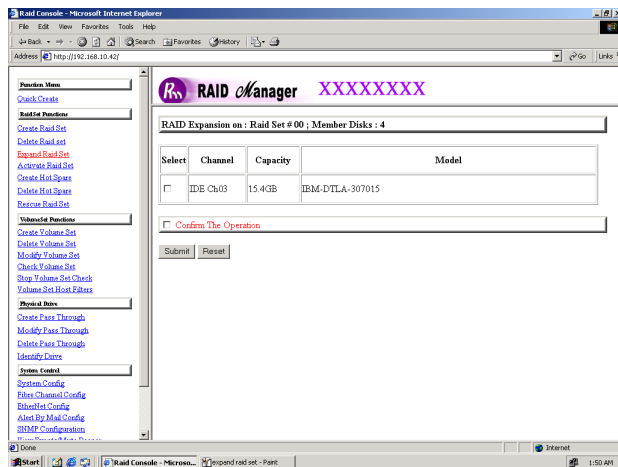 Raid Console - Microsoft Internet Explorer
File Edit View Favorites Tools Help
Back Search Favorites History
Address http://192.168.10.42/ Go Links
Function Menu
Quick Create
RaidSet Functions
Create Raid Set
Delete Raid set
Expand Raid Set
Activate Raid Set
Create Hot Spare
Delete Hot Spare
Rescue Raid Set
VolumeSet Functions
Create Volume Set
Delete Volume Set
Modify Volume Set
Check Volume Set
Stop Volume Set Check
Volume Set Host Filters
Physical Drive
Create Pass Through
Modify Pass Through
Delete Pass Through
Identify Drive
System Control
System Config
Fibre Channel Config
EtherNet Config
Alert By Mail Config
SNMP Configuration
Rm RAID Manager XXXXXXXX
RAID Expansion on : Raid Set # 00 ; Member Disks : 4
Select Channel Capacity Model
IDE Ch03 15.4GB IBM-DTLA-307015
Confirm The Operation
Submit Reset
Done Internet
Start Raid Console - Microso... expand raid set - Paint 1:50 AM